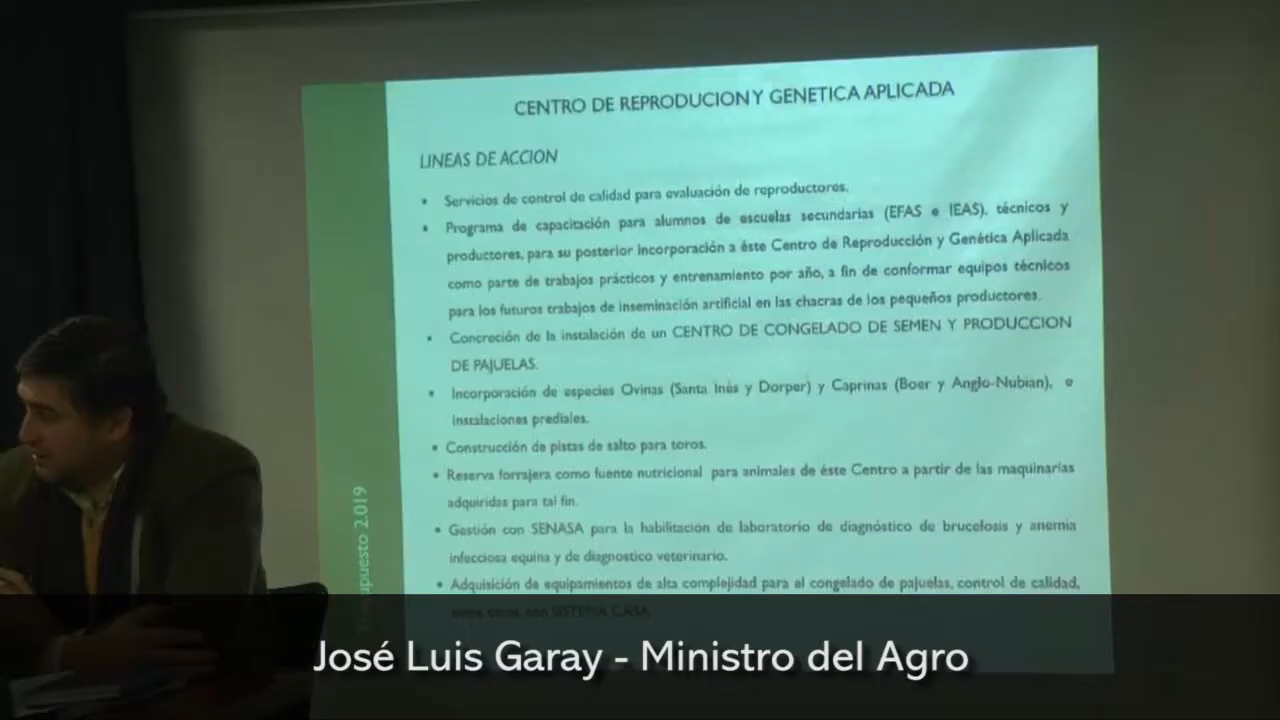 CENTRO DE REPRODUCION Y GENETICA APLICADA
LINEAS DE ACCION
• Servicios de control de calidad para evaluación de reproductores.
• Programa de capacitación para alumnos de escuelas secundarias (EFAS e IEAS), técnicos y
productores, para su posterior incorporación a éste Centro de Reproducción y Genética Aplicada
como parte de trabajos prácticos y entrenamiento por año, a fin de conformar equipos técnicos
para los futuros trabajos de inseminación artificial en las chacras de los pequeños productores.
• Concreción de la instalación de un CENTRO DE CONGELADO DE SEMEN Y PRODUCCION
DE PAJUELAS.
• Incorporación de especies Ovinas (Santa Inés y Dorper) y Caprinas (Boer y Anglo-Nubian), e
instalaciones prediales.
• Construcción de pistas de salto para toros.
• Reserva forrajera como fuente nutricional para animales de éste Centro a partir de las maquinarias
adquiridas para tal fin.
• Gestión con SENASA para la habilitación de laboratorio de diagnóstico de brucelosis y anemia
infecciosa equina y de diagnostico veterinario.
• Adquisición de equipamientos de alta complejidad para el congelado de pajuelas, control de calidad,
entre otros, con SISTEMA CASA.
upuesto 2.019
José Luis Garay - Ministro del Agro